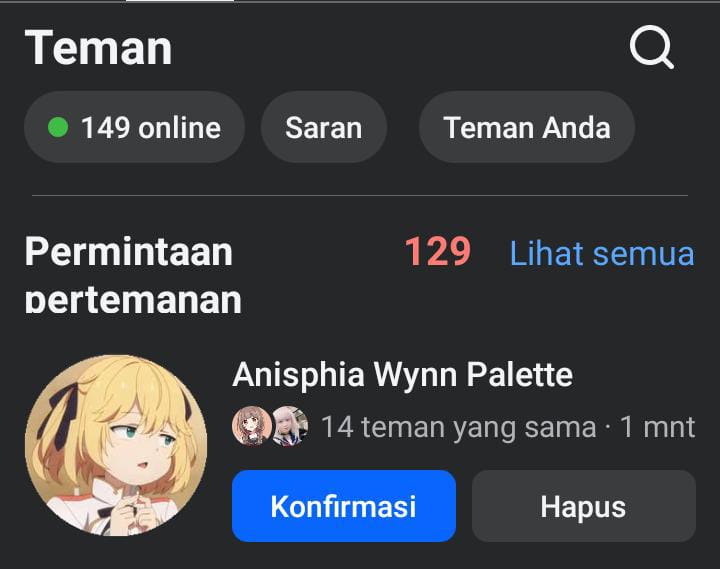 Teman
149 online
Saran
Teman Anda
Permintaan
pertemanan
129
Lihat semua
Anisphia Wynn Palette
14 teman yang sama · 1 mnt
Konfirmasi
Hapus